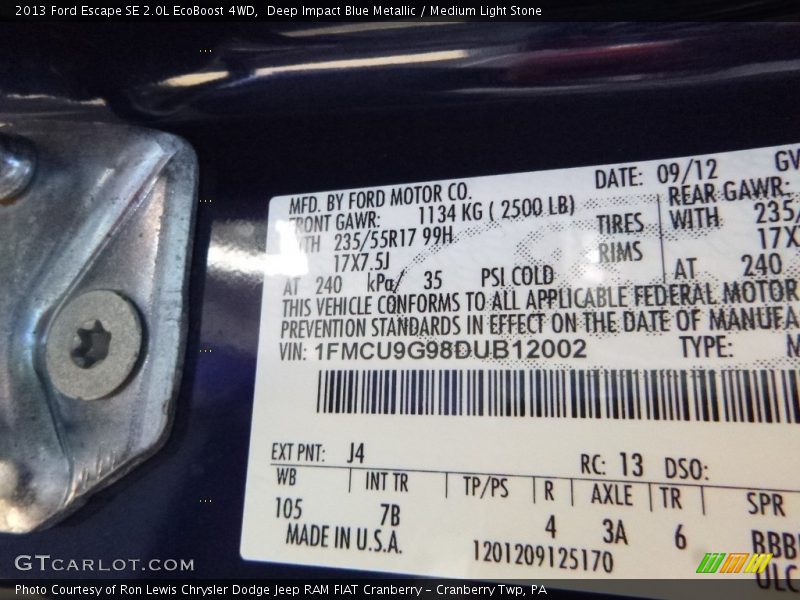 2013 Ford Escape SE 2.0L EcoBoost 4WD,  Deep Impact Blue Metallic / Medium Light Stone
MFD. BY FORD MOTOR CO.
DATE: 09/12
GV
FRONT GAWR: 1134 KG ( 2500 LB)
REAR GAWR:
WITH 235/55R17 99H
TIRES
WITH 235/
17X7.5J
RIMS
17X
AT 240 kPa/ 35 PSI COLD
AT 240
THIS VEHICLE CONFORMS TO ALL APPLICABLE FEDERAL MOTOR
PREVENTION STANDARDS IN EFFECT ON THE DATE OF MANUFA
VIN: 1FMCU9G98DUB12002
TYPE: M
EXT PNT: J4
RC: 13 DSO:
WB INT TR TP/PS R AXLE TR SPR
105 7B 4 3A 6 BBB
MADE IN U.S.A.
1201209125170
ULC
GTCARLOT.COM
Photo Courtesy of Ron Lewis Chrysler Dodge Jeep RAM FIAT Cranberry – Cranberry Twp, PA